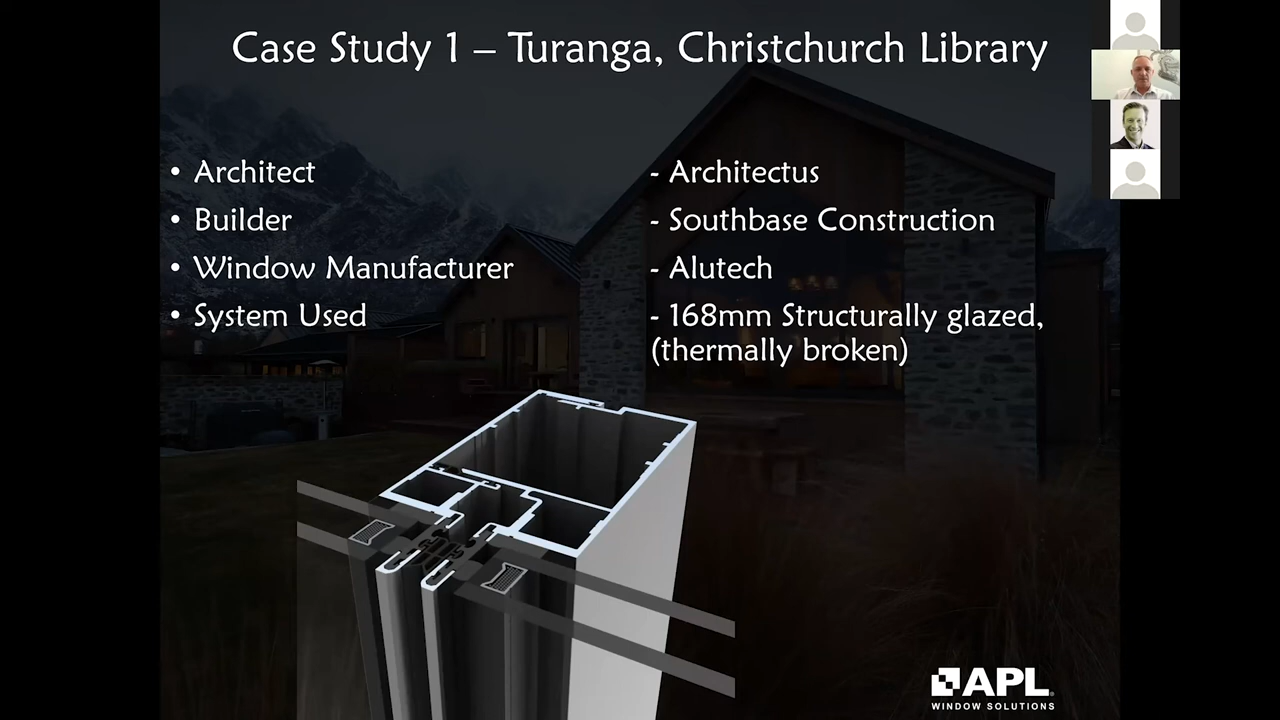 Case Study 1 – Turanga, Christchurch Library
• Architect
- Architectus
• Builder
- Southbase Construction
• Window Manufacturer
- Alutech
• System Used
- 168mm Structurally glazed,
(thermally broken)
APL
WINDOW SOLUTIONS